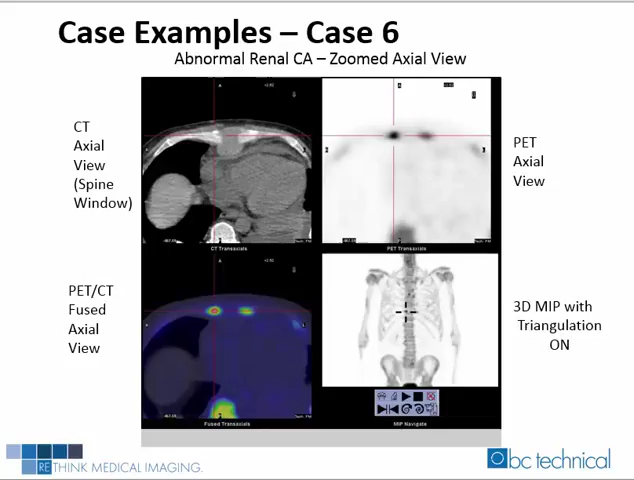 Case Examples – Case 6
Abnormal Renal CA – Zoomed Axial View
CT
Axial
View
(Spine
Window)
PET
Axial
View
CT Transaxials
PET Transaxials
PET/CT
Fused
Axial
View
3D MIP with
Triangulation
ON
Fused Transaxials
MIP Navigate
RETHINK MEDICAL IMAGING.
bc technical